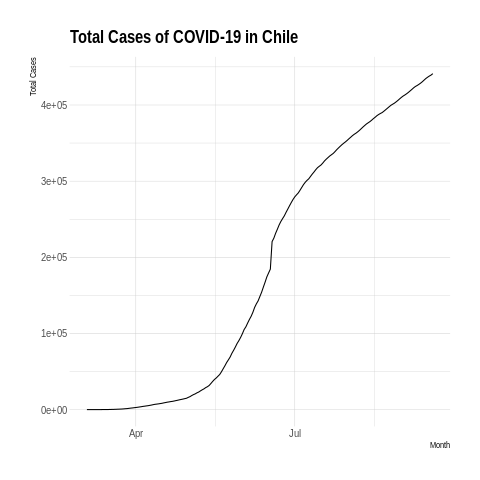 Total Cases of COVID-19 in Chile
Total Cases
4e+05
3e+05
2e+05
1e+05
0e+00
Apr
Jul
Month